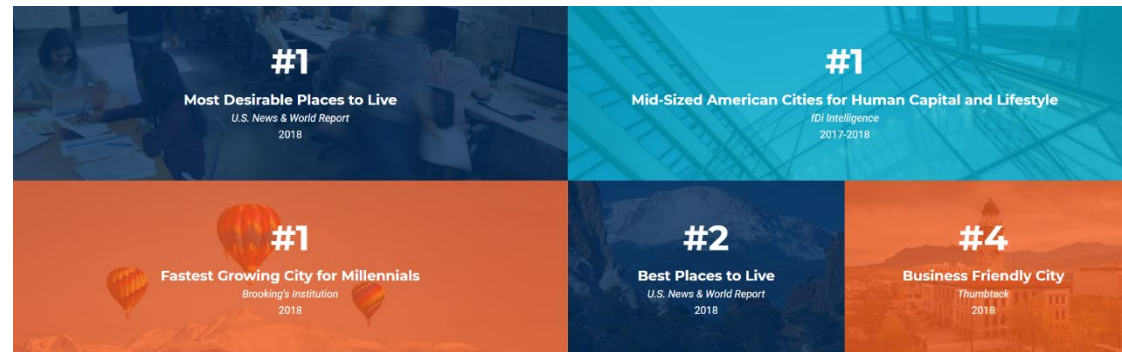 #1
Most Desirable Places to Live
U.S. News & World Report
2018
#1
Mid-Sized American Cities for Human Capital and Lifestyle
fDi Intelligence
2017-2018
#1
Fastest Growing City for Millennials
Brooking's Institution
2018
#2
Best Places to Live
U.S. News & World Report
2018
#4
Business Friendly City
Thumbtack
2018